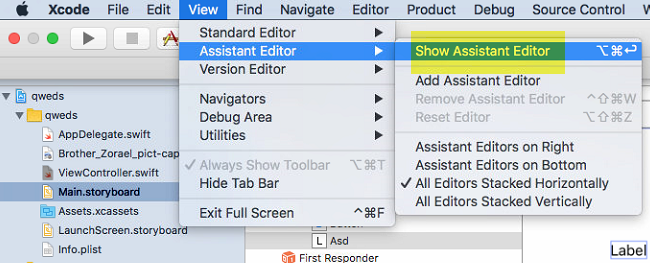 Xcode File Edit View Find Navigate Editor Product Debug Source Control
Standard Editor
Assistant Editor
Version Editor
Navigators
Debug Area
Utilities
Always Show Toolbar ⌥⌘T
Hide Tab Bar
Exit Full Screen ^⌘F
Show Assistant Editor ⌥⌘↩
Add Assistant Editor
Remove Assistant Editor ^⇧⌘W
Reset Editor ⌥⇧⌘Z
Assistant Editors on Right
Assistant Editors on Bottom
All Editors Stacked Horizontally
All Editors Stacked Vertically
qweds
qweds
AppDelegate.swift
Brother_Zorael_pict-cap
ViewController.swift
Main.storyboard
Assets.xcassets
LaunchScreen.storyboard
Info.plist
Button
L Asd
First Responder
Label